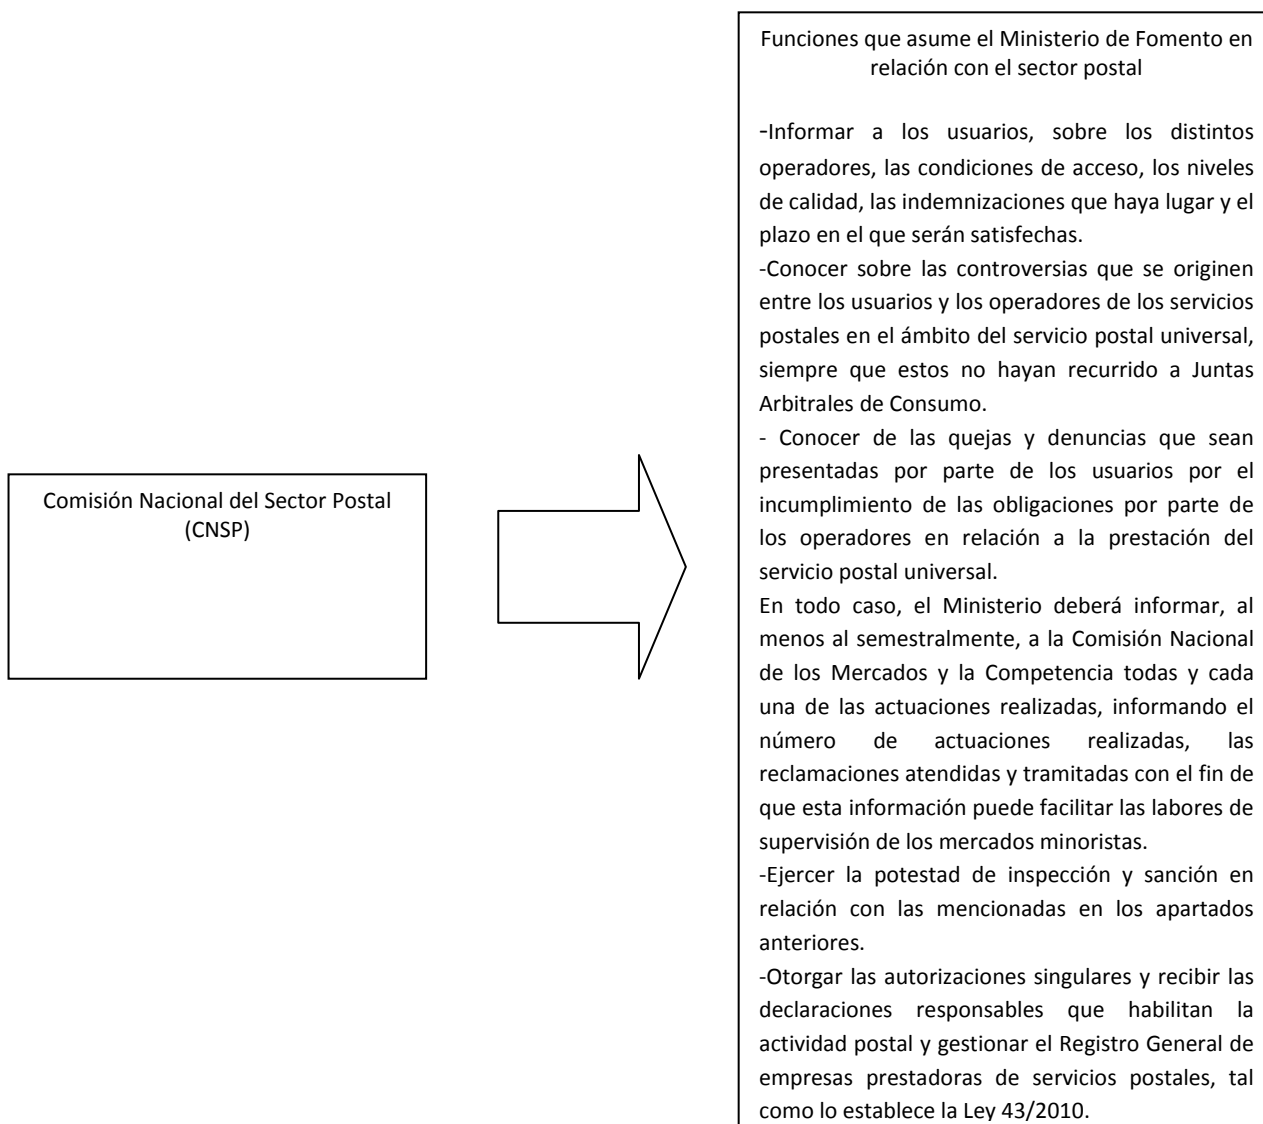 Funciones que asume el Ministerio de Fomento en
relación con el sector postal
-Informar a los usuarios, sobre los distintos
operadores, las condiciones de acceso, los niveles
de calidad, las indemnizaciones que haya lugar y el
plazo en el que serán satisfechas.
-Conocer sobre las controversias que se originen
entre los usuarios y los operadores de los servicios
postales en el ámbito del servicio postal universal,
siempre que estos no hayan recurrido a Juntas
Arbitrales de Consumo.
- Conocer de las quejas y denuncias que sean
presentadas por parte de los usuarios por el
incumplimiento de las obligaciones por parte de
los operadores en relación a la prestación del
servicio postal universal.
En todo caso, el Ministerio deberá informar, al
menos al semestralmente, a la Comisión Nacional
de los Mercados y la Competencia todas y cada
una de las actuaciones realizadas, informando el
número de actuaciones realizadas, las
reclamaciones atendidas y tramitadas con el fin de
que esta información puede facilitar las labores de
supervisión de los mercados minoristas.
-Ejercer la potestad de inspección y sanción en
relación con las mencionadas en los apartados
anteriores.
-Otorgar las autorizaciones singulares y recibir las
declaraciones responsables que habilitan la
actividad postal y gestionar el Registro General de
empresas prestadoras de servicios postales, tal
como lo establece la Ley 43/2010.
Comisión Nacional del Sector Postal
(CNSP)